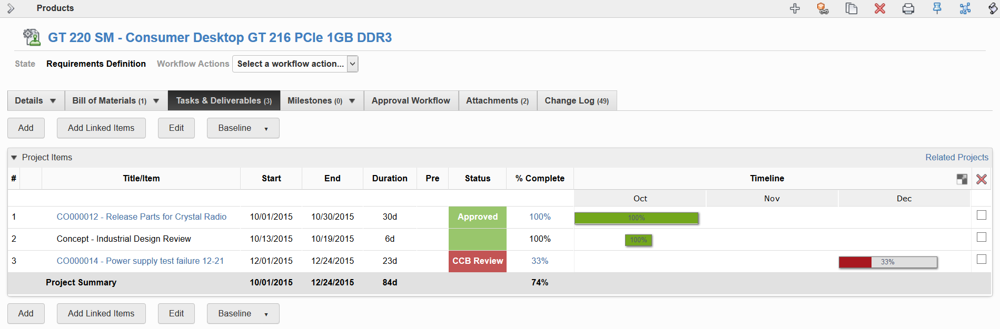 Products
GT 220 SM - Consumer Desktop GT 216 PCIe 1GB DDR3
State Requirements Definition Workflow Actions Select a workflow action...
Details Bill of Materials (1) Tasks & Deliverables (3) Milestones (0) Approval Workflow Attachments (2) Change Log (49)
Add Add Linked Items Edit Baseline
Project Items Related Projects
# Title/Item Start End Duration Pre Status % Complete Timeline
Oct Nov Dec
1 CO000012 - Release Parts for Crystal Radio 10/01/2015 10/30/2015 30d Approved 100% 100%
2 Concept - Industrial Design Review 10/13/2015 10/19/2015 6d 100% 100%
3 CO000014 - Power supply test failure 12-21 12/01/2015 12/24/2015 23d CCB Review 33% 33%
Project Summary 10/01/2015 12/24/2015 84d 74%
Add Add Linked Items Edit Baseline